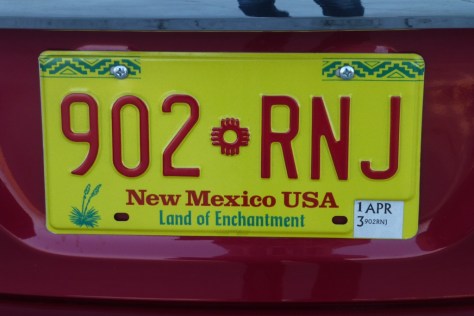 902 RNJ
New Mexico USA
Land of Enchantment
1 APR
3 902RNJ